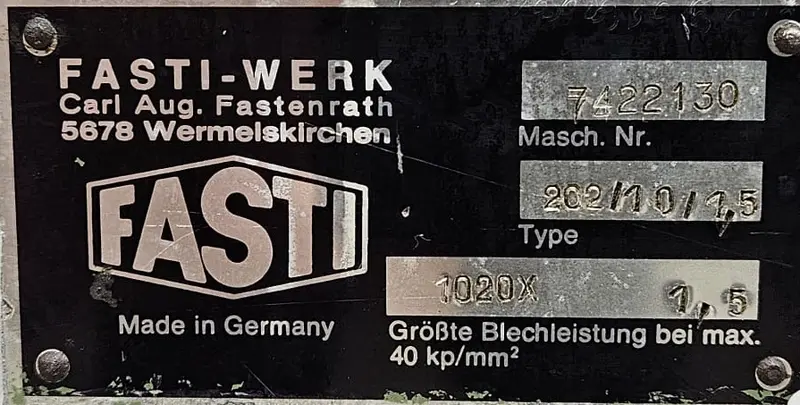 FASTI-WERK
Carl Aug. Fastenrath
5678 Wermelskirchen
FASTI
Made in Germany
7422130
Masch. Nr.
202/10/1,5
Type
1020X 1,5
Größte Blechleistung bei max.
40 kp/mm²